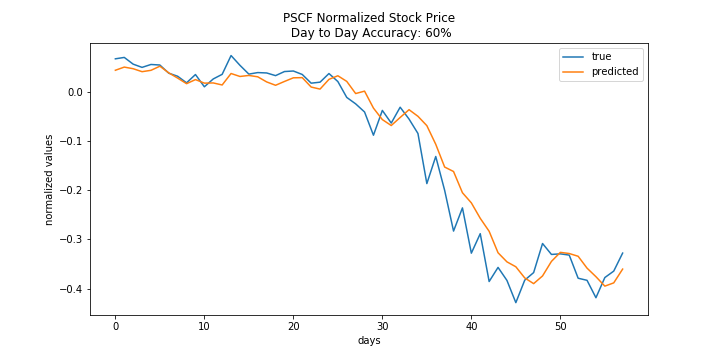 PSCF Normalized Stock Price
Day to Day Accuracy: 60%
true
predicted
normalized values
0.0
−0.1
−0.2
−0.3
−0.4
0
10
20
30
40
50
days